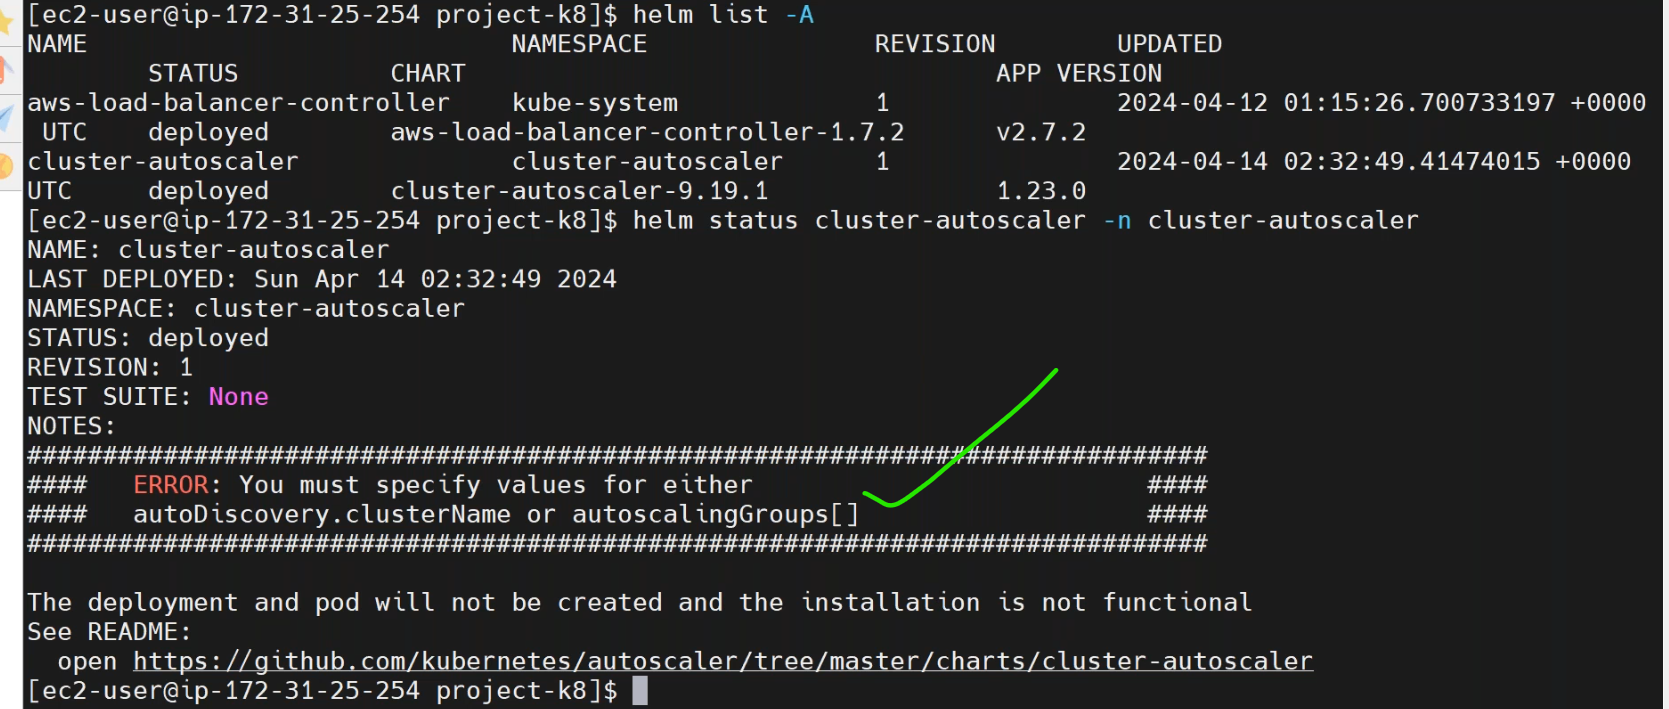 [ec2-user@ip-172-31-25-254 project-k8]$ helm list -A
NAME NAMESPACE REVISION UPDATED
STATUS CHART APP VERSION
aws-load-balancer-controller kube-system 1 2024-04-12 01:15:26.700733197 +0000
UTC deployed aws-load-balancer-controller-1.7.2 v2.7.2
cluster-autoscaler cluster-autoscaler 1 2024-04-14 02:32:49.41474015 +0000
UTC deployed cluster-autoscaler-9.19.1 1.23.0
[ec2-user@ip-172-31-25-254 project-k8]$ helm status cluster-autoscaler -n cluster-autoscaler
NAME: cluster-autoscaler
LAST DEPLOYED: Sun Apr 14 02:32:49 2024
NAMESPACE: cluster-autoscaler
STATUS: deployed
REVISION: 1
TEST SUITE: None
NOTES:
##############################################################################
#### ERROR: You must specify values for either ####
#### autoDiscovery.clusterName or autoscalingGroups[] ####
##############################################################################
The deployment and pod will not be created and the installation is not functional
See README:
open https://github.com/kubernetes/autoscaler/tree/master/charts/cluster-autoscaler
[ec2-user@ip-172-31-25-254 project-k8]$